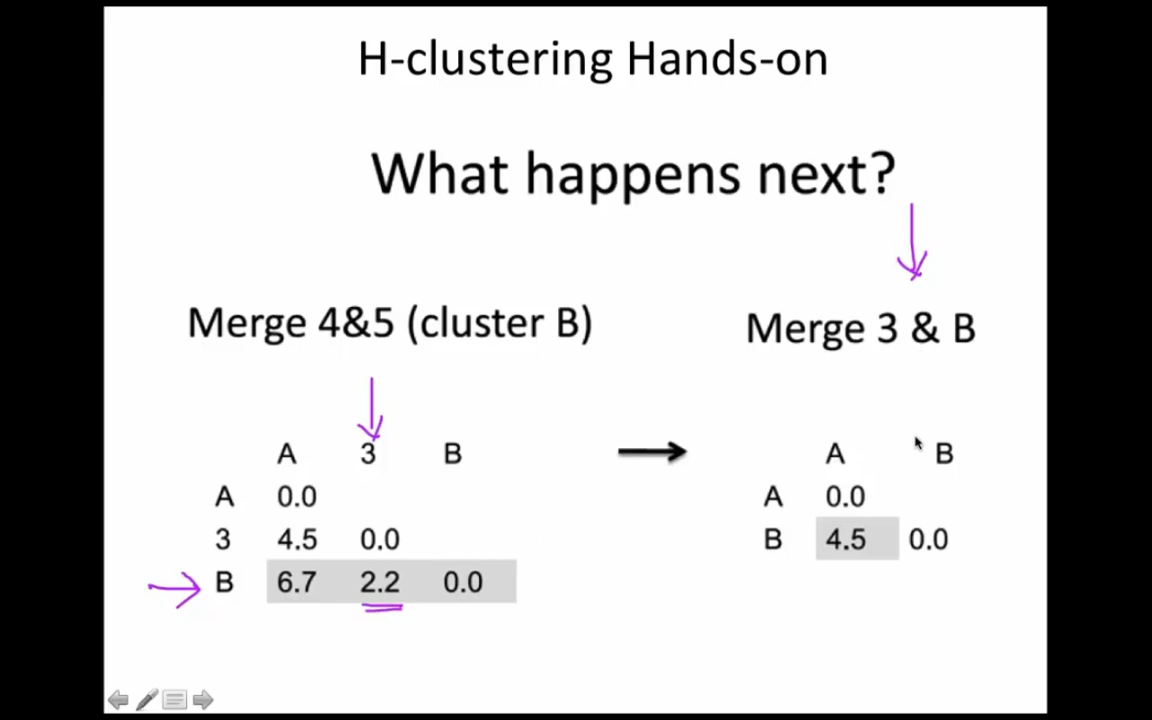 H-clustering Hands-on
What happens next?
Merge 4&5 (cluster B)
A 3 B
A 0.0
3 4.5 0.0
B 6.7 2.2 0.0
Merge 3 & B
A B
A 0.0
B 4.5 0.0